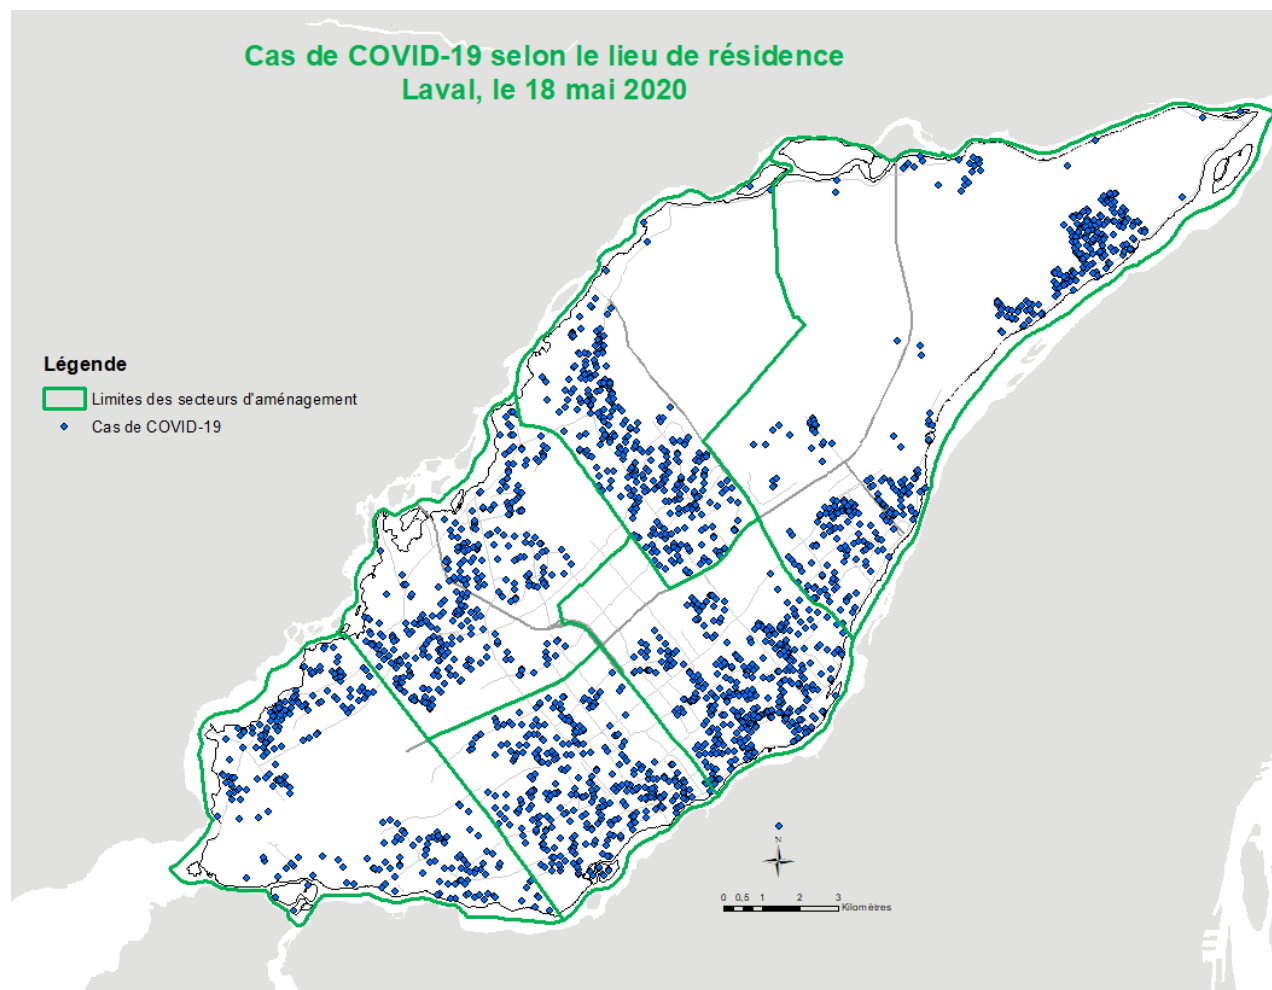 Cas de COVID-19 selon le lieu de résidence
Laval, le 18 mai 2020
Légende
Limites des secteurs d'aménagement
Cas de COVID-19
N
0 0,5 1 2 3
Kilomètres